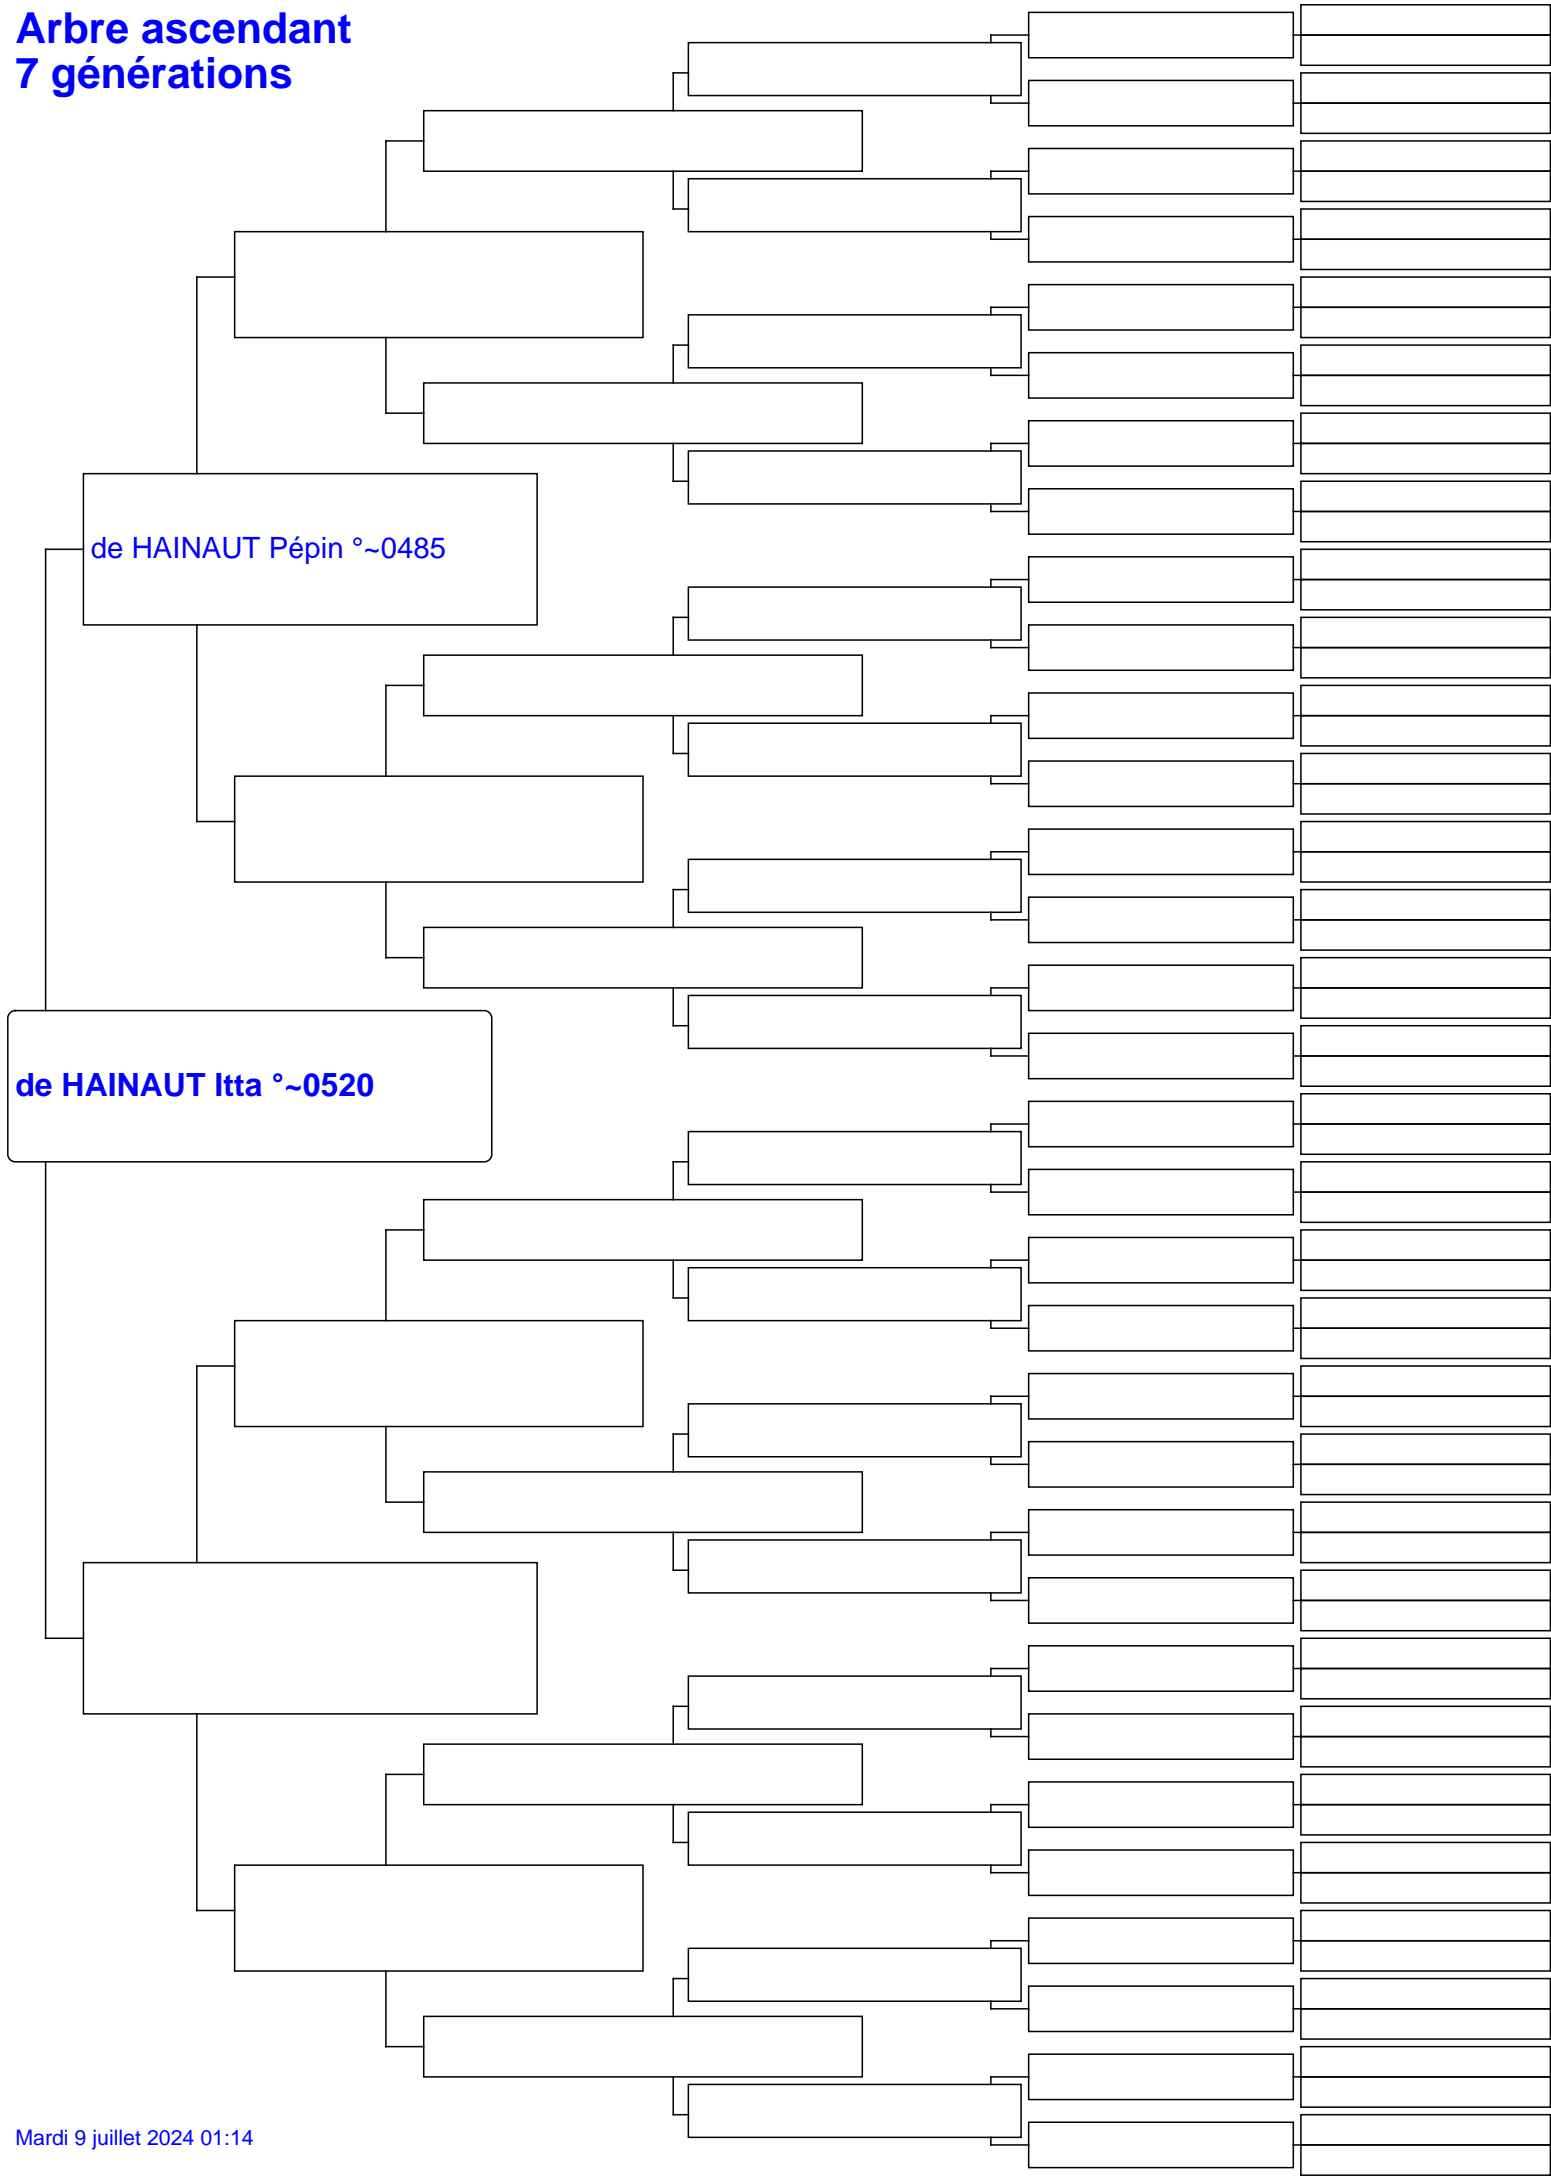 Arbre ascendant
7 générations
de HAINAUT Pépin °~0485
de HAINAUT Itta °~0520
Mardi 9 juillet 2024 01:14